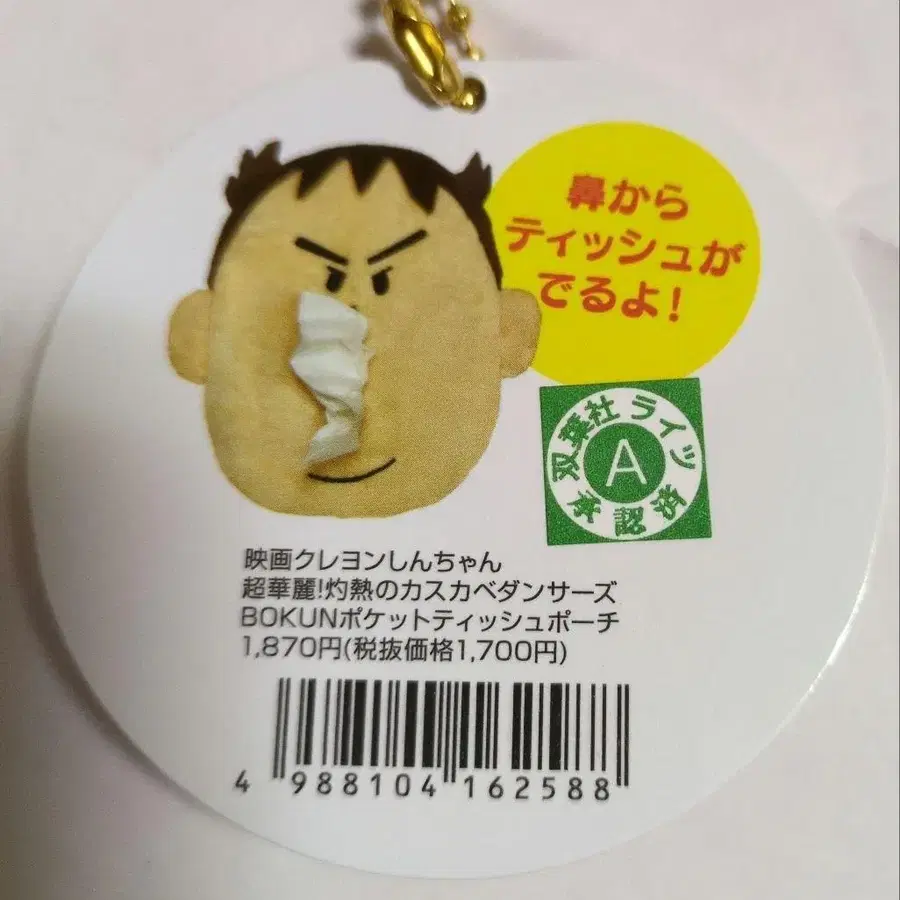 鼻から
ティッシュが
でるよ!
双葉社 ライツ
A
承認済
映画クレヨンしんちゃん
超華麗!灼熱のカスカベダンサーズ
BOKUNポケットティッシュポーチ
1,870円(税抜価格1,700円)
4 988104 162588